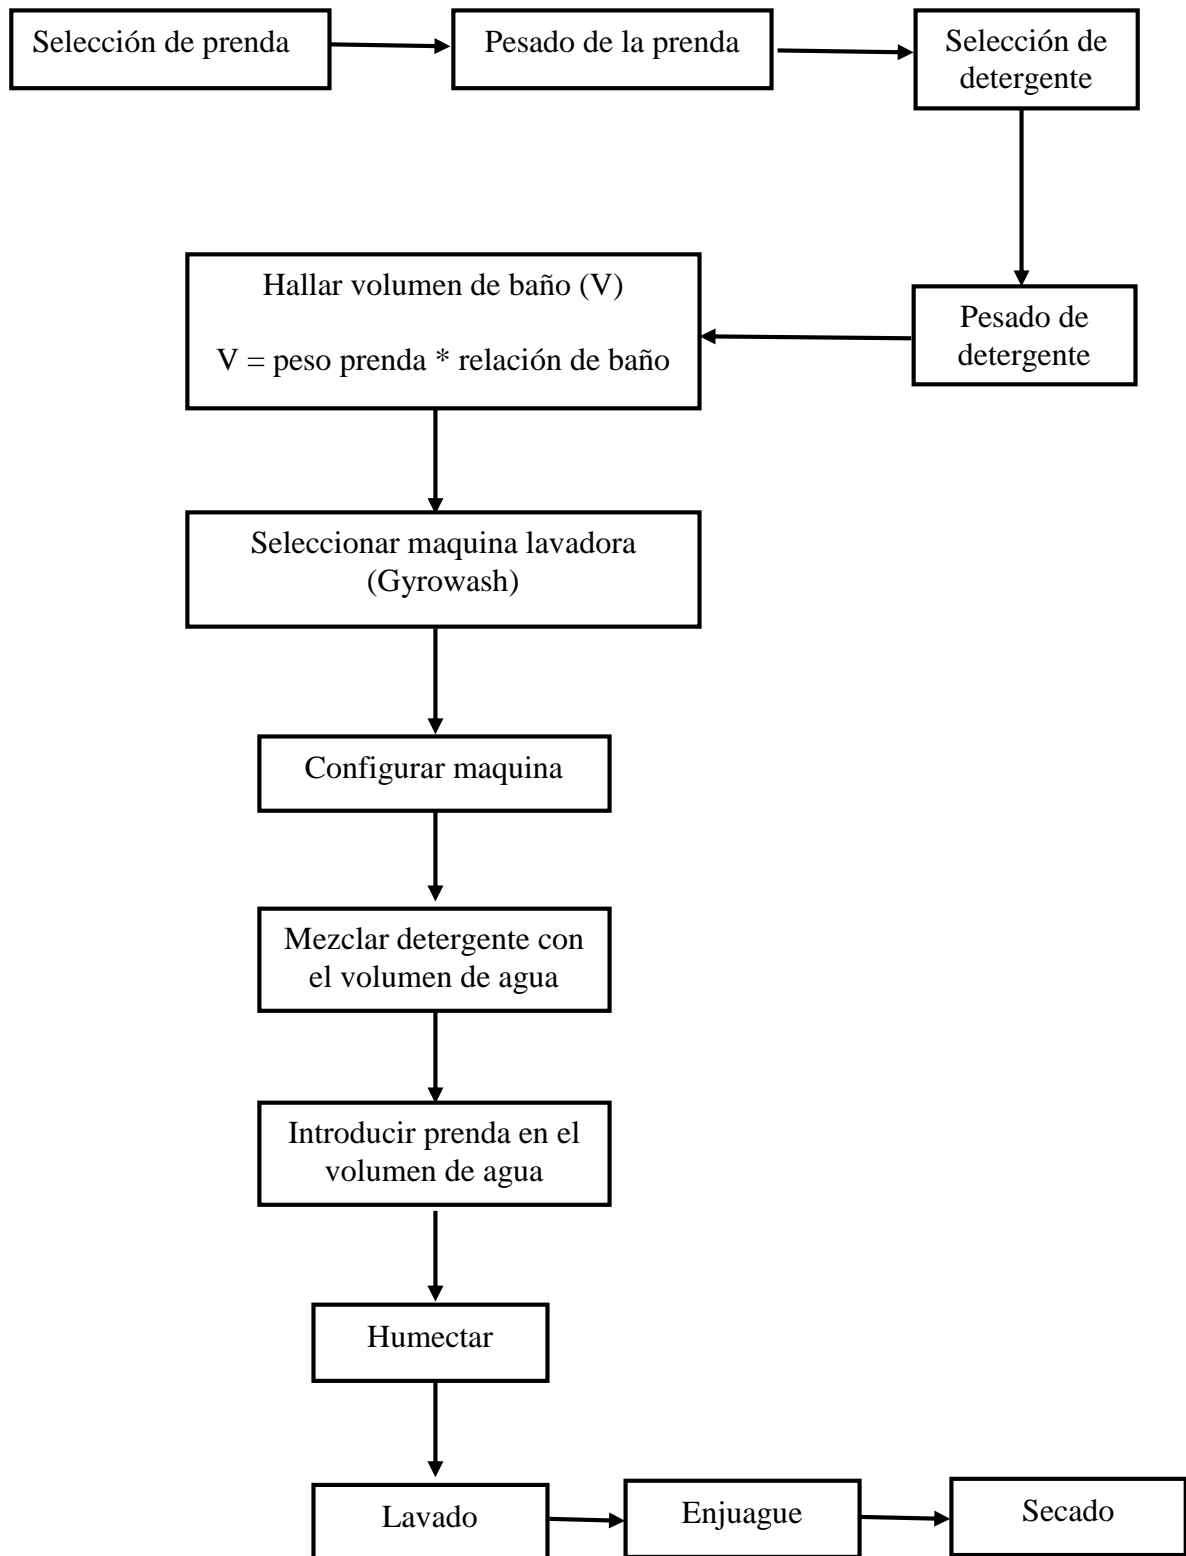 Selección de prenda
Pesado de la prenda
Selección de
detergente
Pesado de
detergente
Hallar volumen de baño (V)
V = peso prenda * relación de baño
Seleccionar maquina lavadora
(Gyrowash)
Configurar maquina
Mezclar detergente con
el volumen de agua
Introducir prenda en el
volumen de agua
Humectar
Lavado
Enjuague
Secado